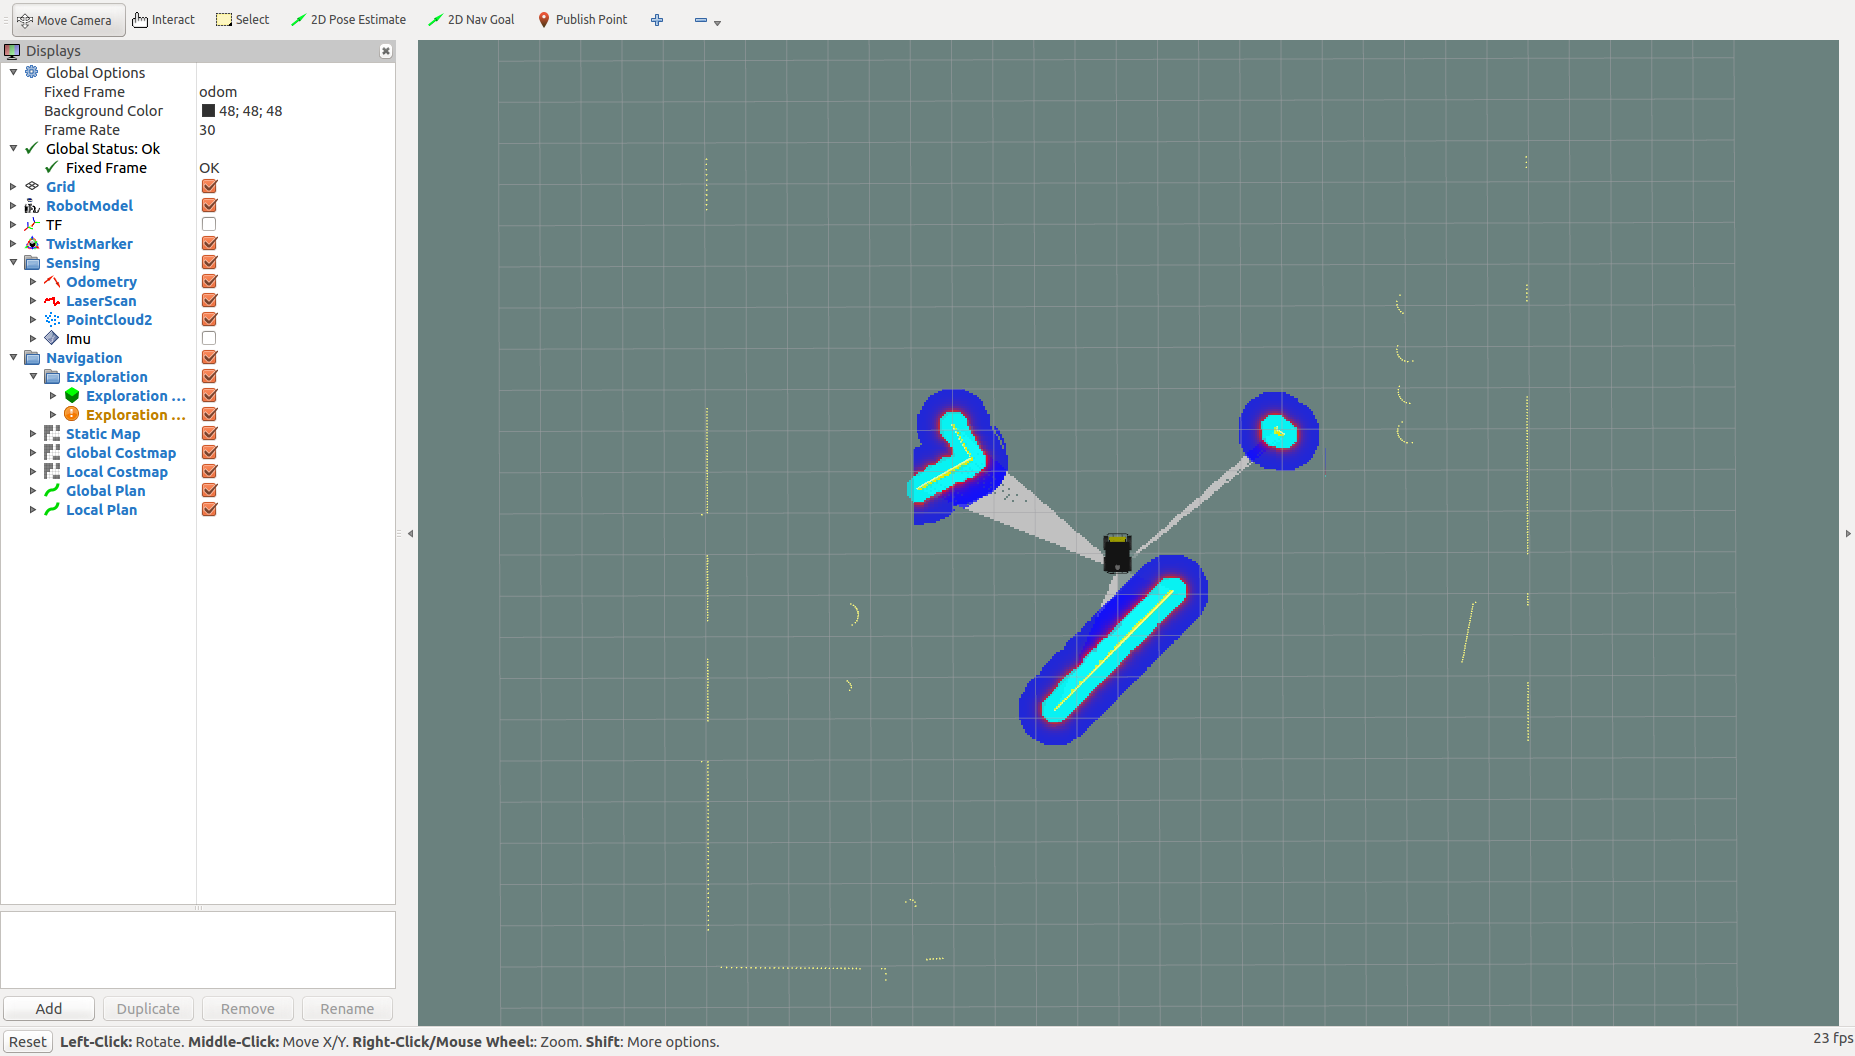 Move Camera Interact Select 2D Pose Estimate 2D Nav Goal Publish Point
Displays
Global Options
Fixed Frame odom
Background Color 48; 48; 48
Frame Rate 30
Global Status: Ok
Fixed Frame OK
Grid
RobotModel
TF
TwistMarker
Sensing
Odometry
LaserScan
PointCloud2
Imu
Navigation
Exploration
Exploration ...
Exploration ...
Static Map
Global Costmap
Local Costmap
Global Plan
Local Plan
Add Duplicate Remove Rename
Reset Left-Click: Rotate. Middle-Click: Move X/Y. Right-Click/Mouse Wheel:: Zoom. Shift: More options. 23 fps